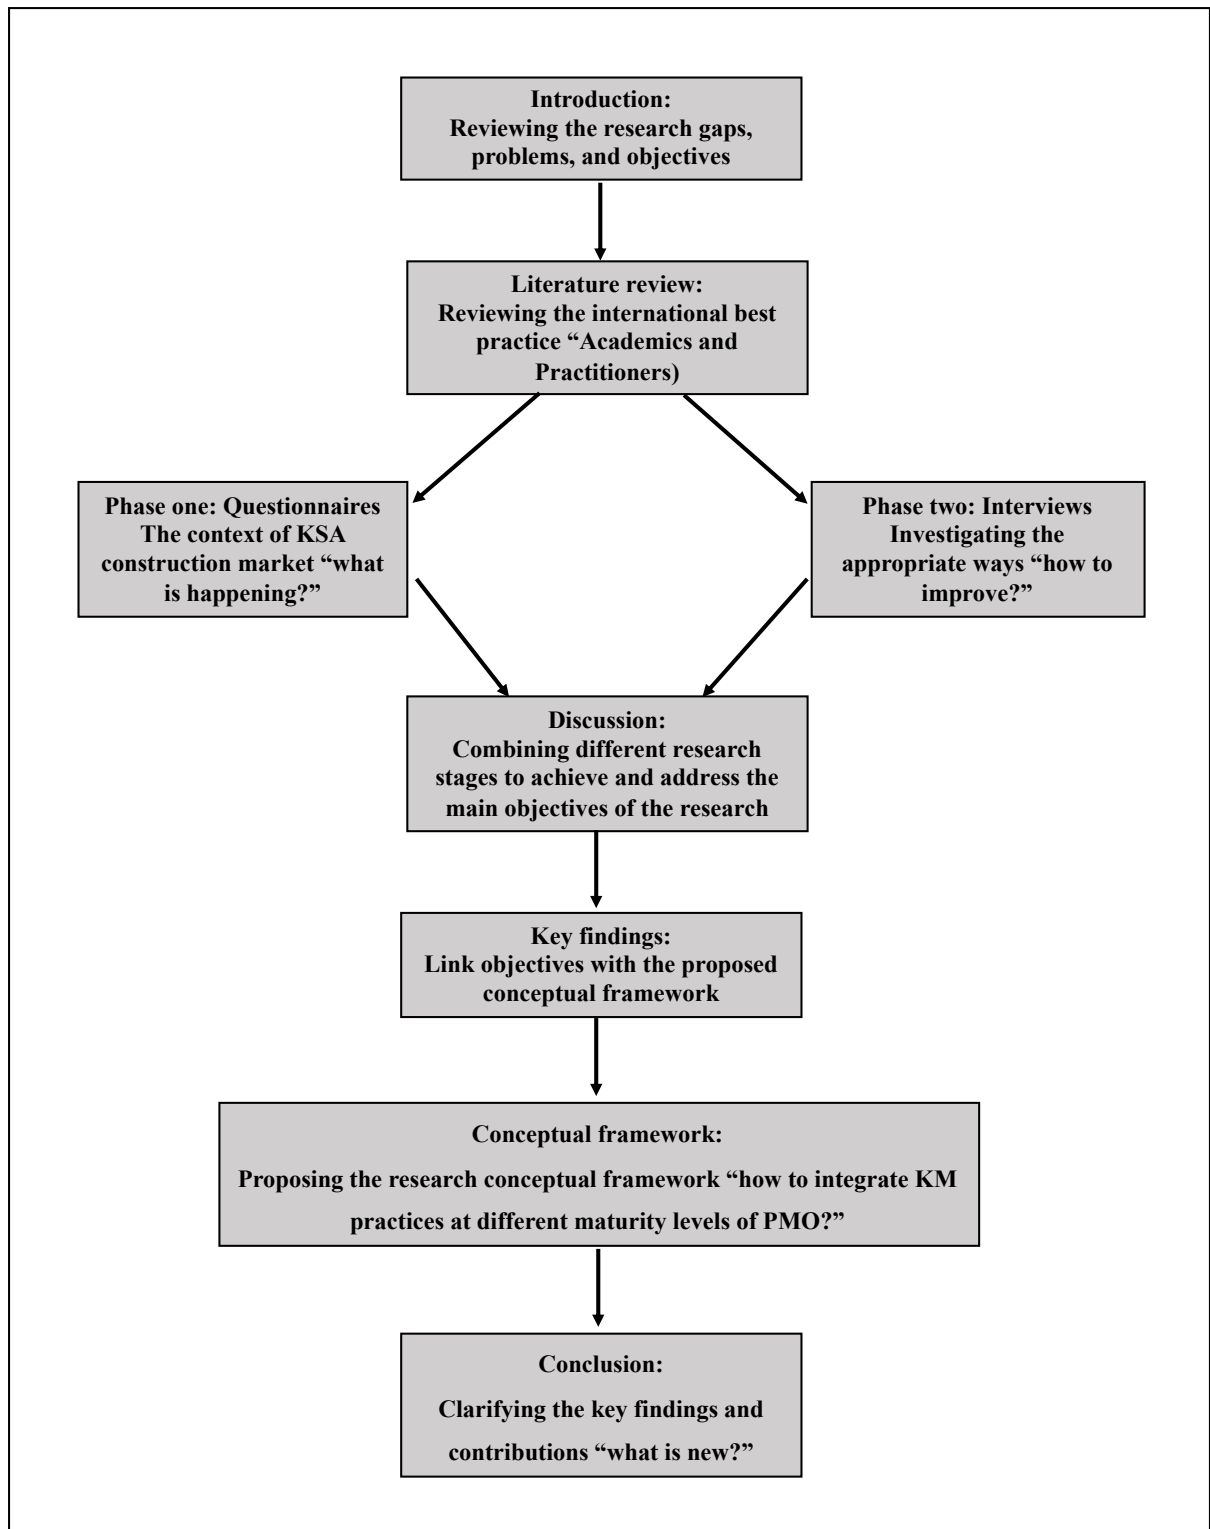 Introduction:
Reviewing the research gaps,
problems, and objectives
Literature review:
Reviewing the international best
practice “Academics and
Practitioners)
Phase one: Questionnaires
The context of KSA
construction market “what
is happening?”
Phase two: Interviews
Investigating the
appropriate ways “how to
improve?”
Discussion:
Combining different research
stages to achieve and address the
main objectives of the research
Key findings:
Link objectives with the proposed
conceptual framework
Conceptual framework:
Proposing the research conceptual framework “how to integrate KM
practices at different maturity levels of PMO?”
Conclusion:
Clarifying the key findings and
contributions “what is new?”